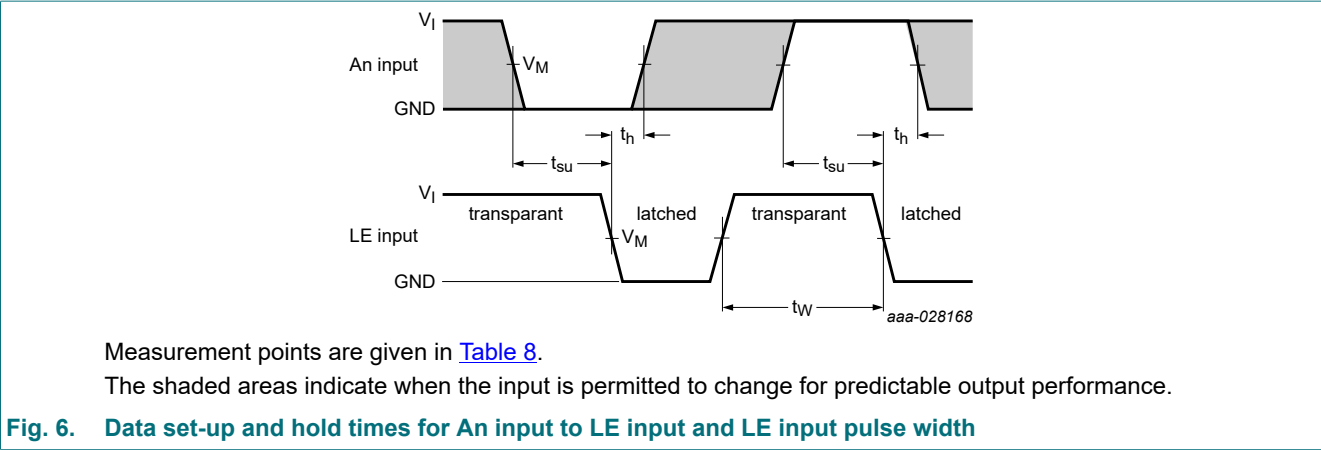 VI
An input
VM
GND
th
th
tsu
tsu
VI
transparant
latched
transparant
latched
LE input
VM
GND
tW
aaa-028168
Measurement points are given in Table 8.
The shaded areas indicate when the input is permitted to change for predictable output performance.
Fig. 6. Data set-up and hold times for An input to LE input and LE input pulse width